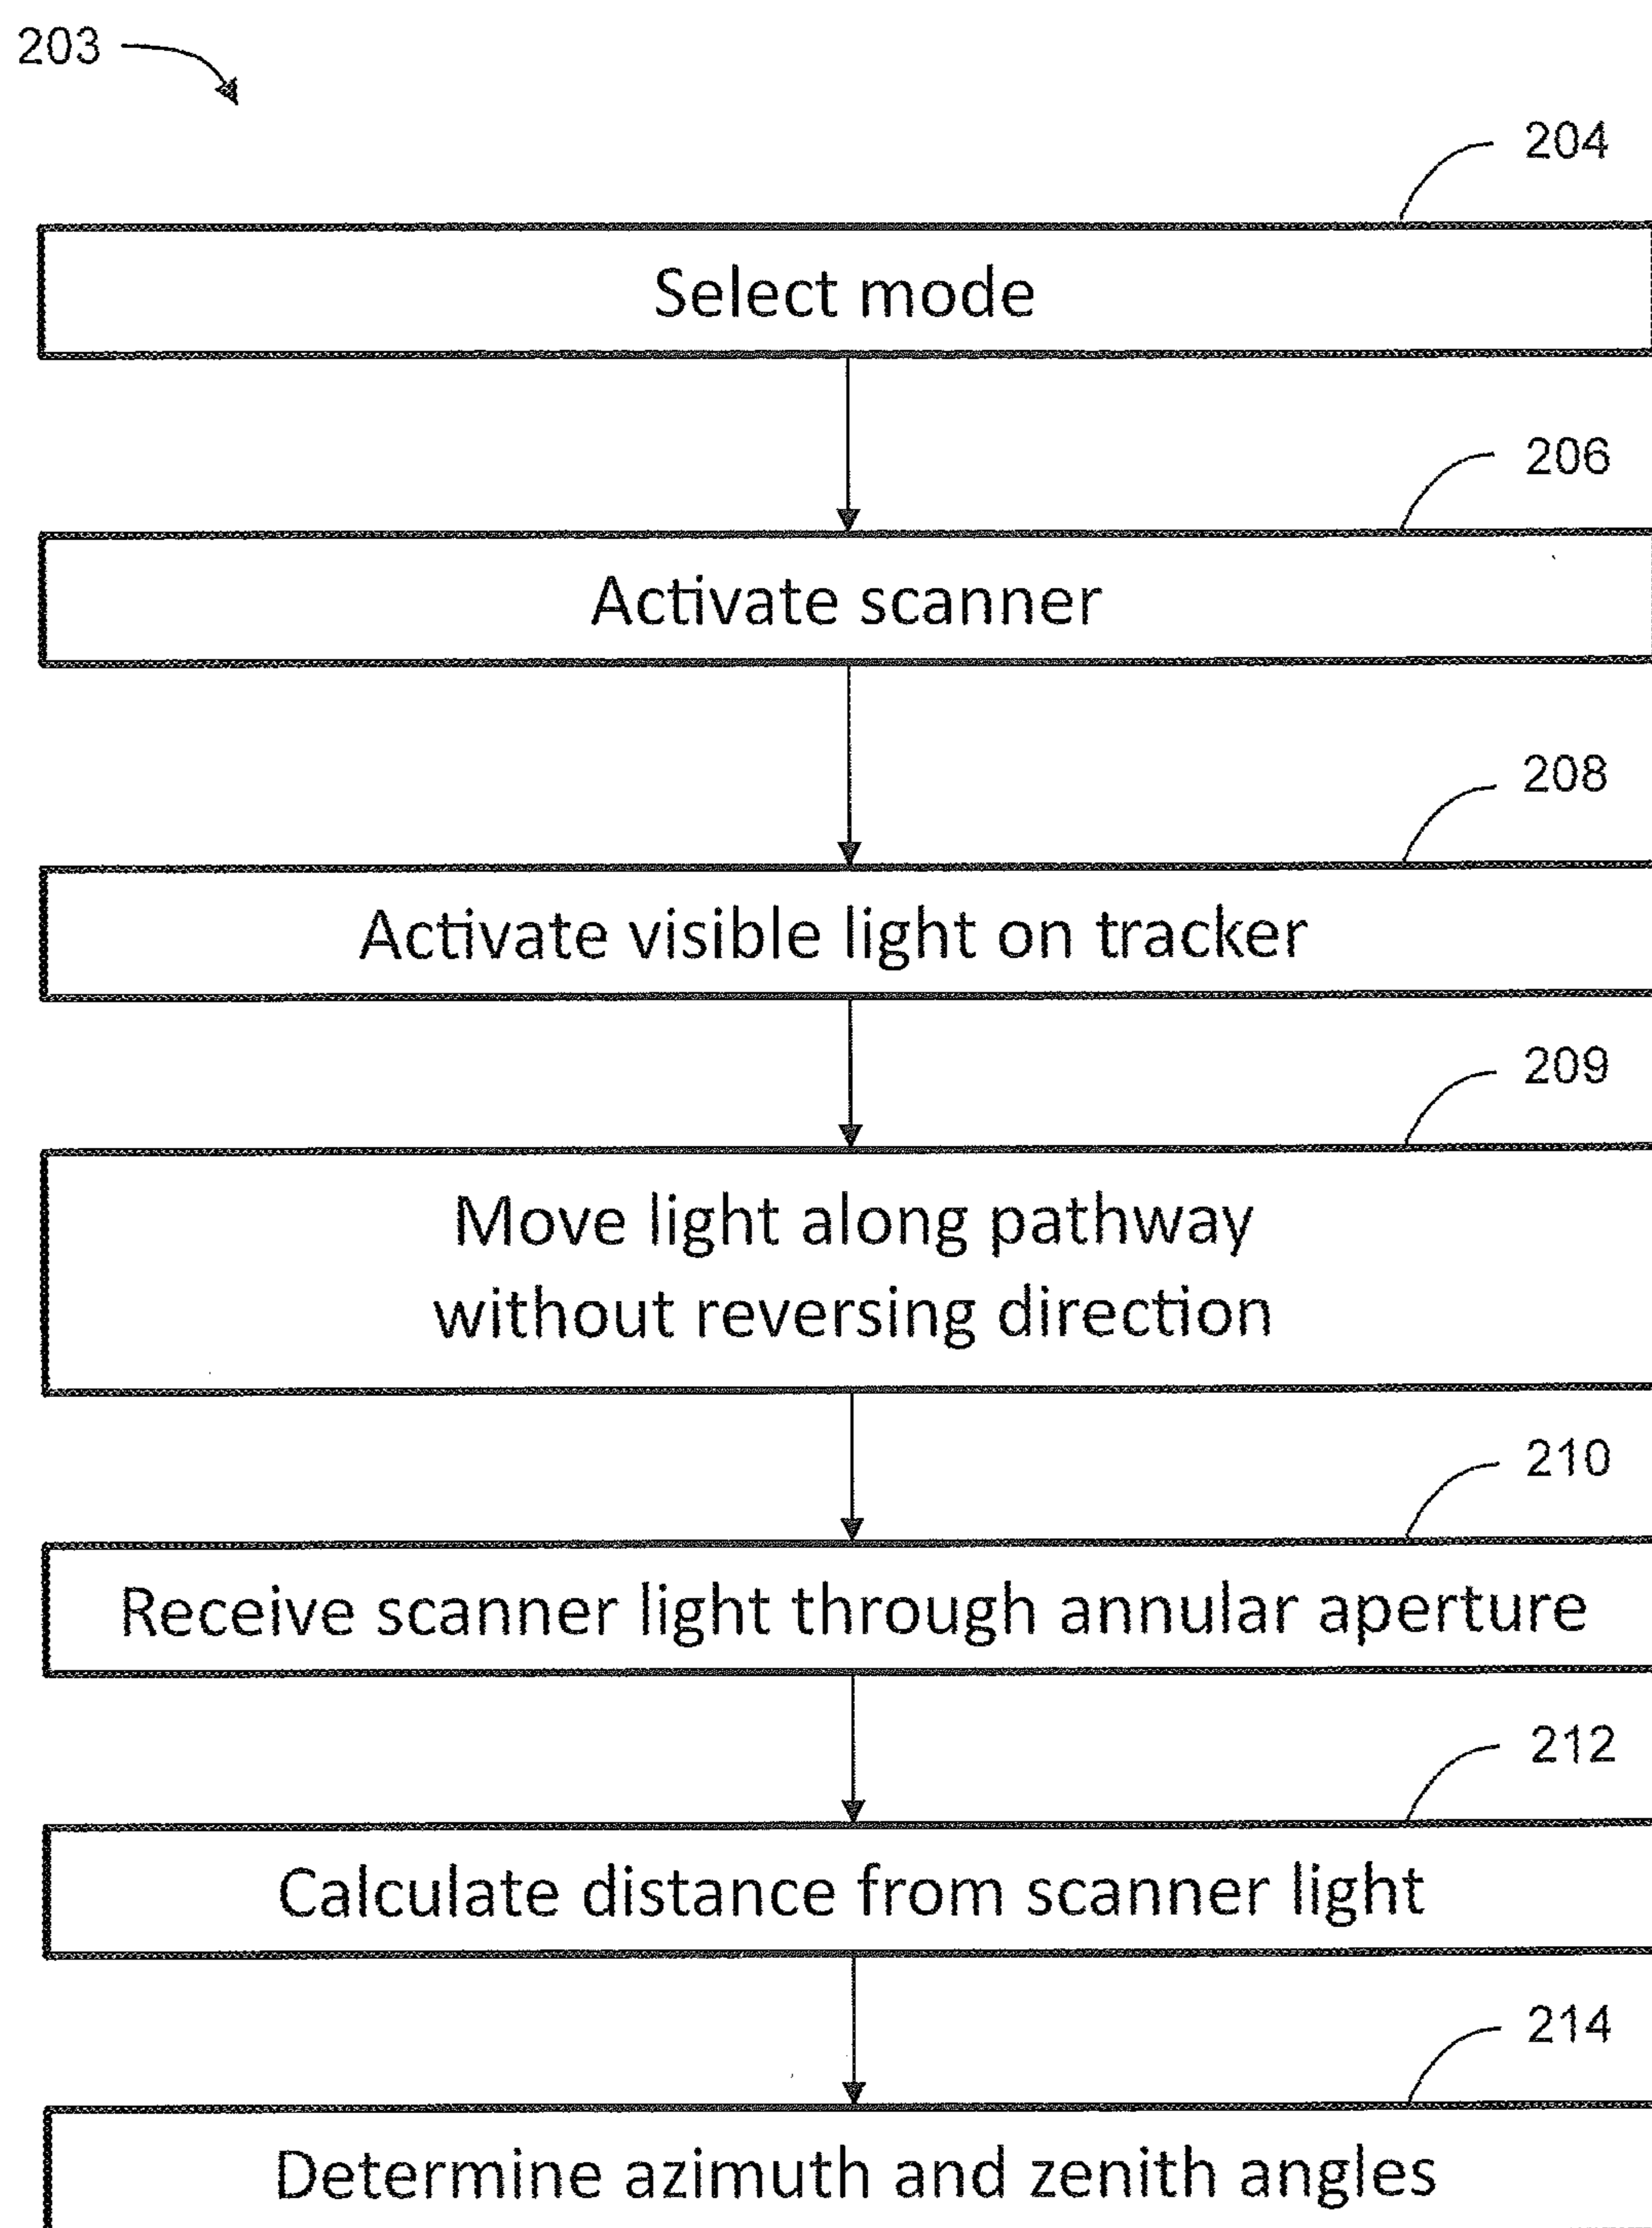 203
204
Select mode
206
Activate scanner
208
Activate visible light on tracker
209
Move light along pathway
without reversing direction
210
Receive scanner light through annular aperture
212
Calculate distance from scanner light
214
Determine azimuth and zenith angles